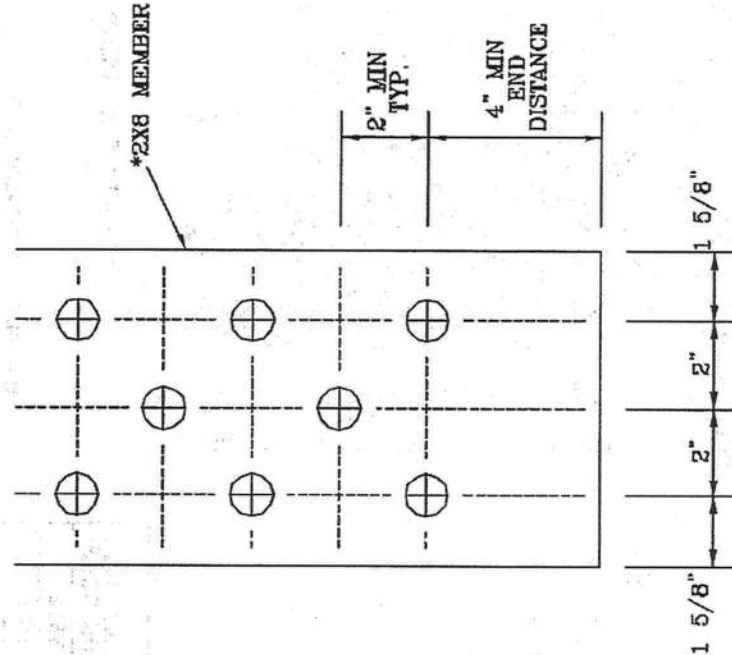 *2X8 MEMBER
2" MIN
TYP.
4" MIN
END
DISTANCE
1 5/8"
2"
2"
1 5/8"